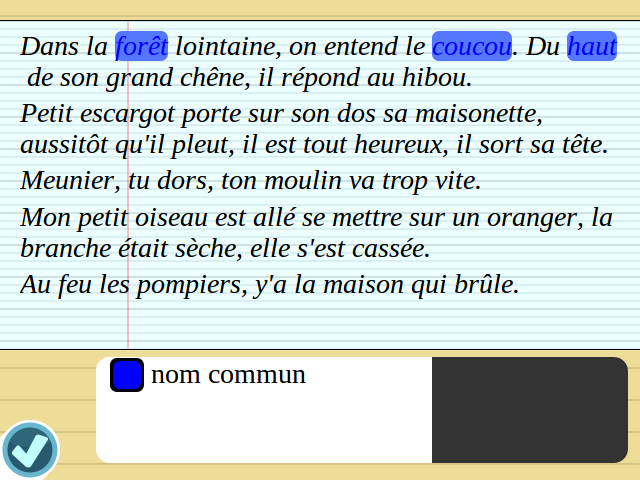 Dans la forêt lointaine, on entend le coucou. Du haut
de son grand chêne, il répond au hibou.
Petit escargot porte sur son dos sa maisonette,
aussitôt qu'il pleut, il est tout heureux, il sort sa tête.
Meunier, tu dors, ton moulin va trop vite.
Mon petit oiseau est allé se mettre sur un oranger, la
branche était sèche, elle s'est cassée.
Au feu les pompiers, y'a la maison qui brûle.
nom commun